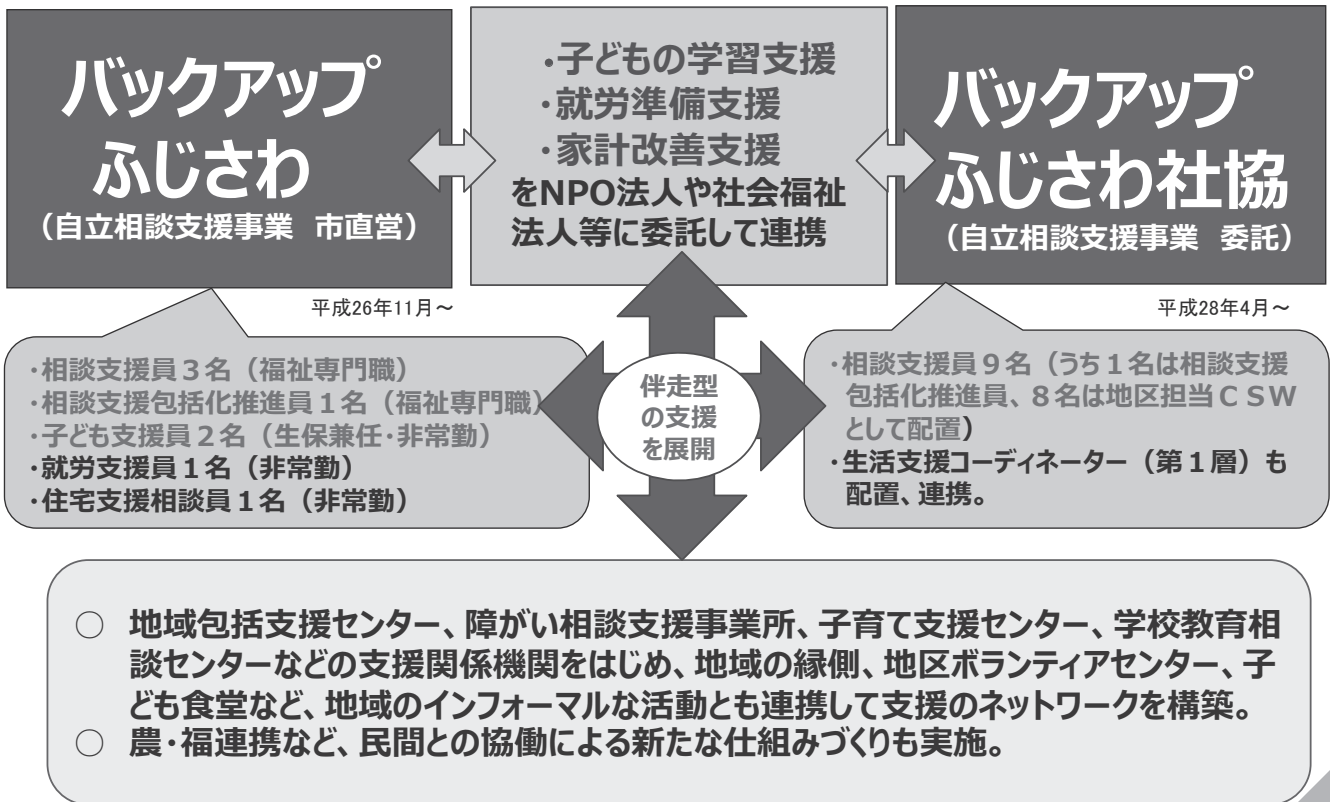 バックアップ
ふじさわ
（自立相談支援事業　市直営）
・子どもの学習支援
・就労準備支援
・家計改善支援
をNPO法人や社会福祉
法人等に委託して連携
バックアップ
ふじさわ社協
（自立相談支援事業　委託）
平成26年11月～
平成28年4月～
・相談支援員３名（福祉専門職）
・相談支援包括化推進員１名（福祉専門職）
・子ども支援員２名（生保兼任・非常勤）
・就労支援員１名（非常勤）
・住宅支援相談員１名（非常勤）
伴走型
の支援
を展開
・相談支援員９名（うち１名は相談支援
包括化推進員、８名は地区担当ＣＳＷ
として配置）
・生活支援コーディネーター（第１層）も
配置、連携。
○　地域包括支援センター、障がい相談支援事業所、子育て支援センター、学校教育相
談センターなどの支援関係機関をはじめ、地域の縁側、地区ボランティアセンター、子
ども食堂など、地域のインフォーマルな活動とも連携して支援のネットワークを構築。
○　農・福連携など、民間との協働による新たな仕組みづくりも実施。